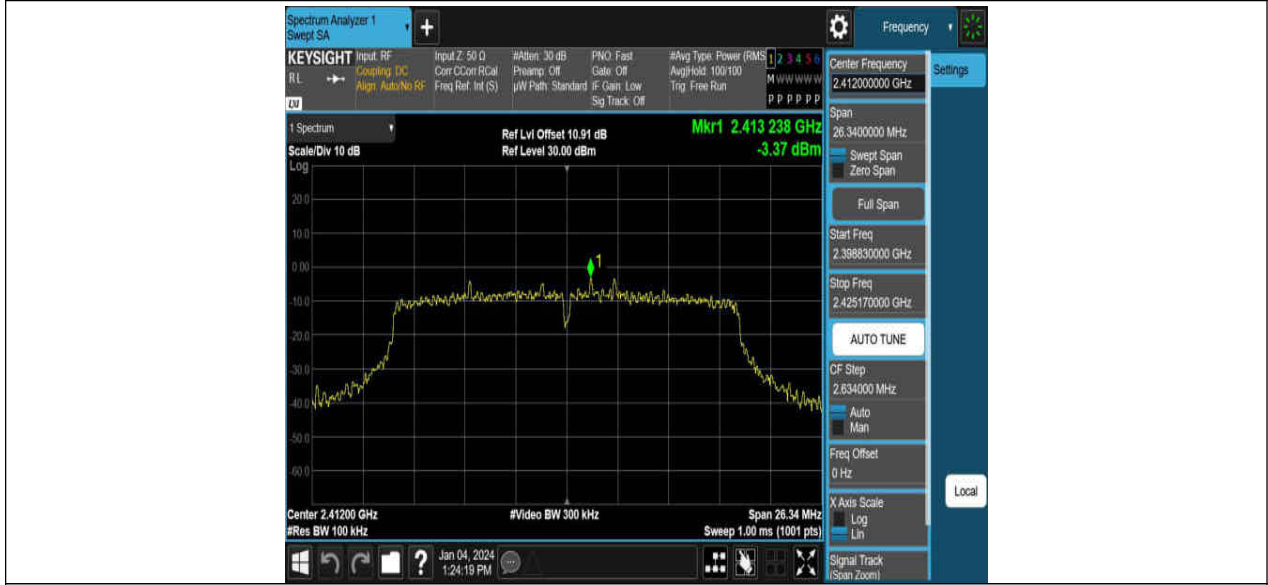 Spectrum Analyzer 1
Swept SA
+
Frequency
KEYSIGHT
RL
LXI
Input: RF
Coupling: DC
Align: Auto/No RF
Input Z: 50 Ω
Corr CCorr RCal
Freq Ref: Int (S)
#Atten: 30 dB
Preamp: Off
µW Path: Standard
PNO: Fast
Gate: Off
IF Gain: Low
Sig Track: Off
#Avg Type: Power (RMS
Avg|Hold: 100/100
Trig: Free Run
1 2 3 4 5 6
M W W W W W
P P P P P P
1 Spectrum
Scale/Div 10 dB
Ref Lvl Offset 10.91 dB
Ref Level 30.00 dBm
Mkr1 2.413 238 GHz
-3.37 dBm
Log
20.0
10.0
0.00
-10.0
-20.0
-30.0
-40.0
-50.0
-60.0
1
Center 2.41200 GHz
#Res BW 100 kHz
#Video BW 300 kHz
Span 26.34 MHz
Sweep 1.00 ms (1001 pts)
?
Jan 04, 2024
1:24:19 PM
Center Frequency
2.412000000 GHz
Span
26.3400000 MHz
Swept Span
Zero Span
Full Span
Start Freq
2.398830000 GHz
Stop Freq
2.425170000 GHz
AUTO TUNE
CF Step
2.634000 MHz
Auto
Man
Freq Offset
0 Hz
X Axis Scale
Log
Lin
Signal Track
(Span Zoom)
Settings
Local